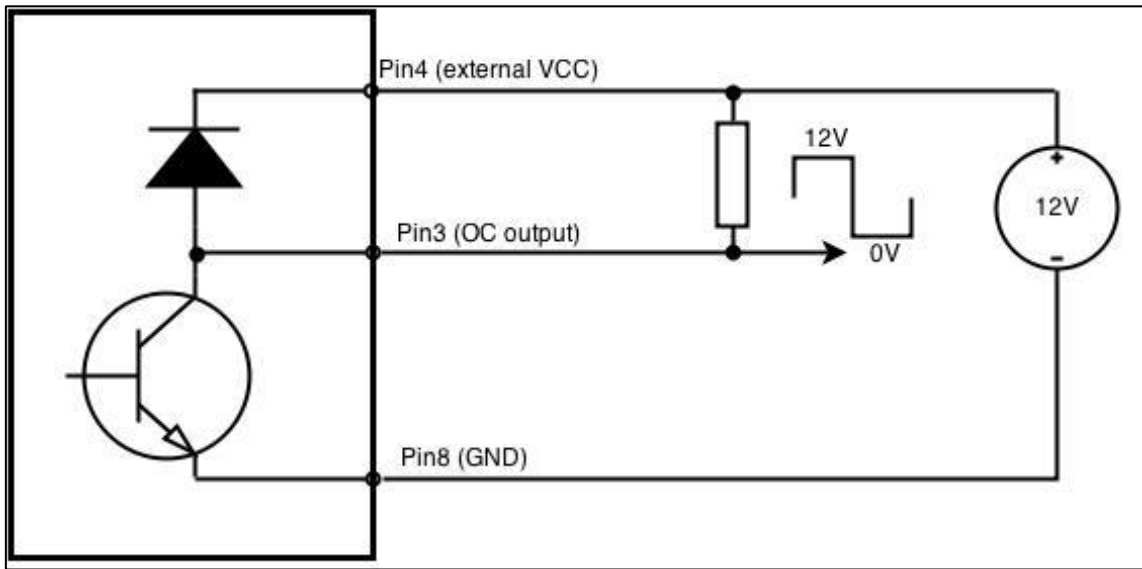 Pin4 (external VCC)
12V
+
12V
-
Pin3 (OC output)
0V
Pin8 (GND)